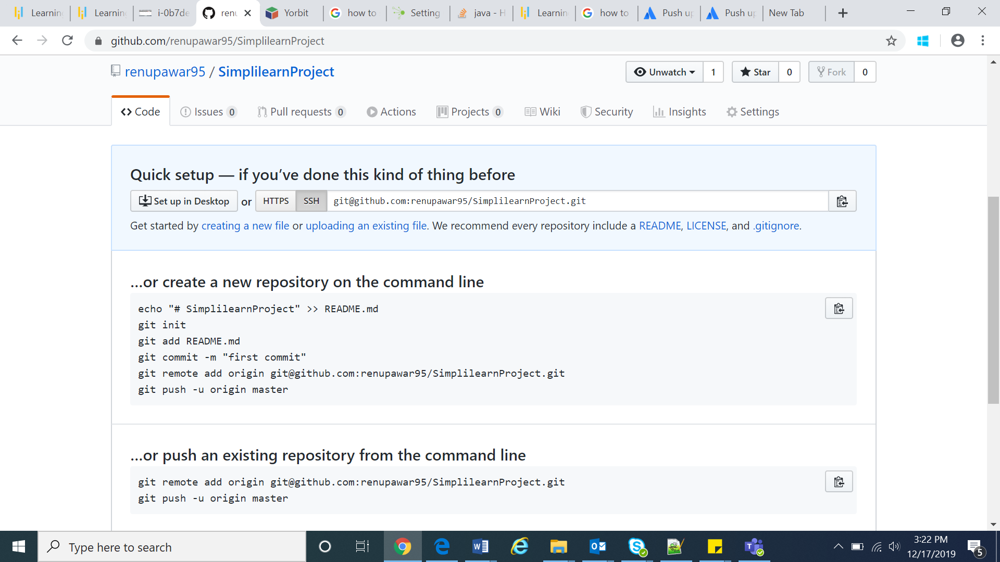 Learning
Learning
i-0b7de
renu
Yorbit
how to
Setting
java - H
Learning
how to
Push up
Push up
New Tab
github.com/renupawar95/SimplilearnProject
renupawar95 / SimplilearnProject
Unwatch 1
Star 0
Fork 0
Code
Issues 0
Pull requests 0
Actions
Projects 0
Wiki
Security
Insights
Settings
Quick setup — if you’ve done this kind of thing before
Set up in Desktop or HTTPS SSH git@github.com:renupawar95/SimplilearnProject.git
Get started by creating a new file or uploading an existing file. We recommend every repository include a README, LICENSE, and .gitignore.
…or create a new repository on the command line
echo "# SimplilearnProject" >> README.md
git init
git add README.md
git commit -m "first commit"
git remote add origin git@github.com:renupawar95/SimplilearnProject.git
git push -u origin master
…or push an existing repository from the command line
git remote add origin git@github.com:renupawar95/SimplilearnProject.git
git push -u origin master
Type here to search
3:22 PM
12/17/2019
5